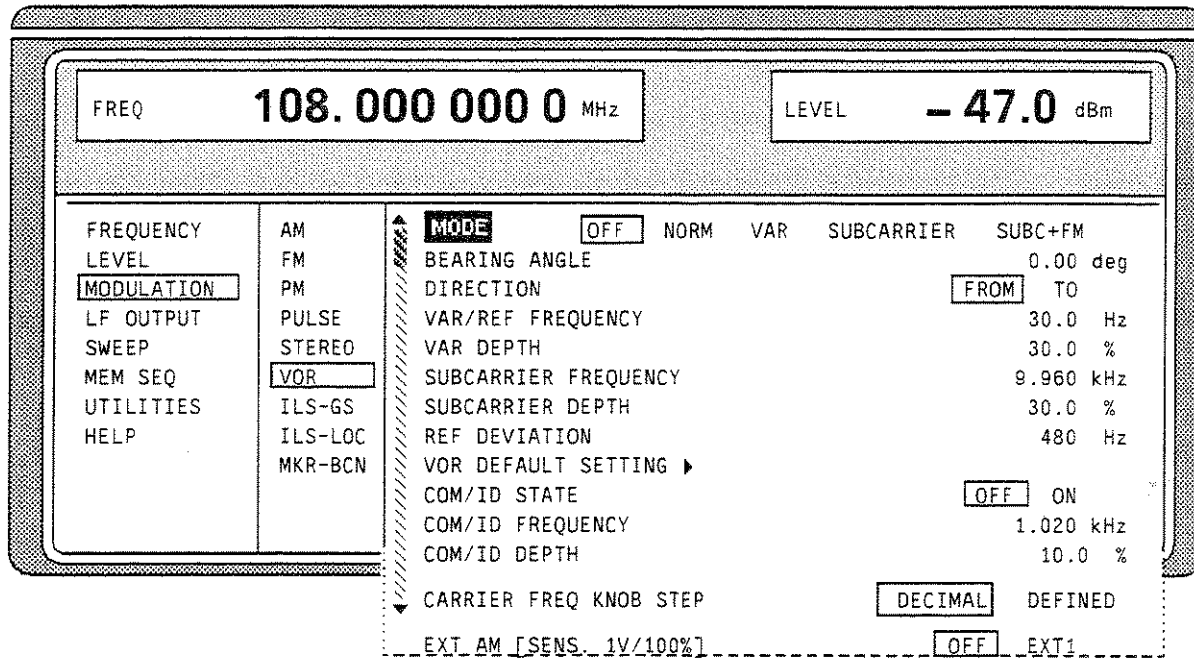 FREQ 108. 000 000 0 MHz
LEVEL – 47.0 dBm
FREQUENCY
LEVEL
MODULATION
LF OUTPUT
SWEEP
MEM SEQ
UTILITIES
HELP
AM
FM
PM
PULSE
STEREO
VOR
ILS-GS
ILS-LOC
MKR-BCN
MODE OFF NORM VAR SUBCARRIER SUBC+FM
BEARING ANGLE 0.00 deg
DIRECTION FROM TO
VAR/REF FREQUENCY 30.0 Hz
VAR DEPTH 30.0 %
SUBCARRIER FREQUENCY 9.960 kHz
SUBCARRIER DEPTH 30.0 %
REF DEVIATION 480 Hz
VOR DEFAULT SETTING ▶
COM/ID STATE OFF ON
COM/ID FREQUENCY 1.020 kHz
COM/ID DEPTH 10.0 %
CARRIER FREQ KNOB STEP DECIMAL DEFINED
EXT AM [SENS. 1V/100%] OFF EXT1